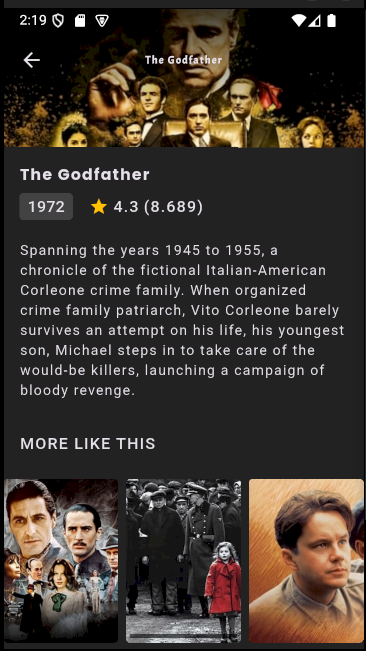 2:19
The Godfather
The Godfather
1972
4.3 (8.689)
Spanning the years 1945 to 1955, a
chronicle of the fictional Italian-American
Corleone crime family. When organized
crime family patriarch, Vito Corleone barely
survives an attempt on his life, his youngest
son, Michael steps in to take care of the
would-be killers, launching a campaign of
bloody revenge.
MORE LIKE THIS